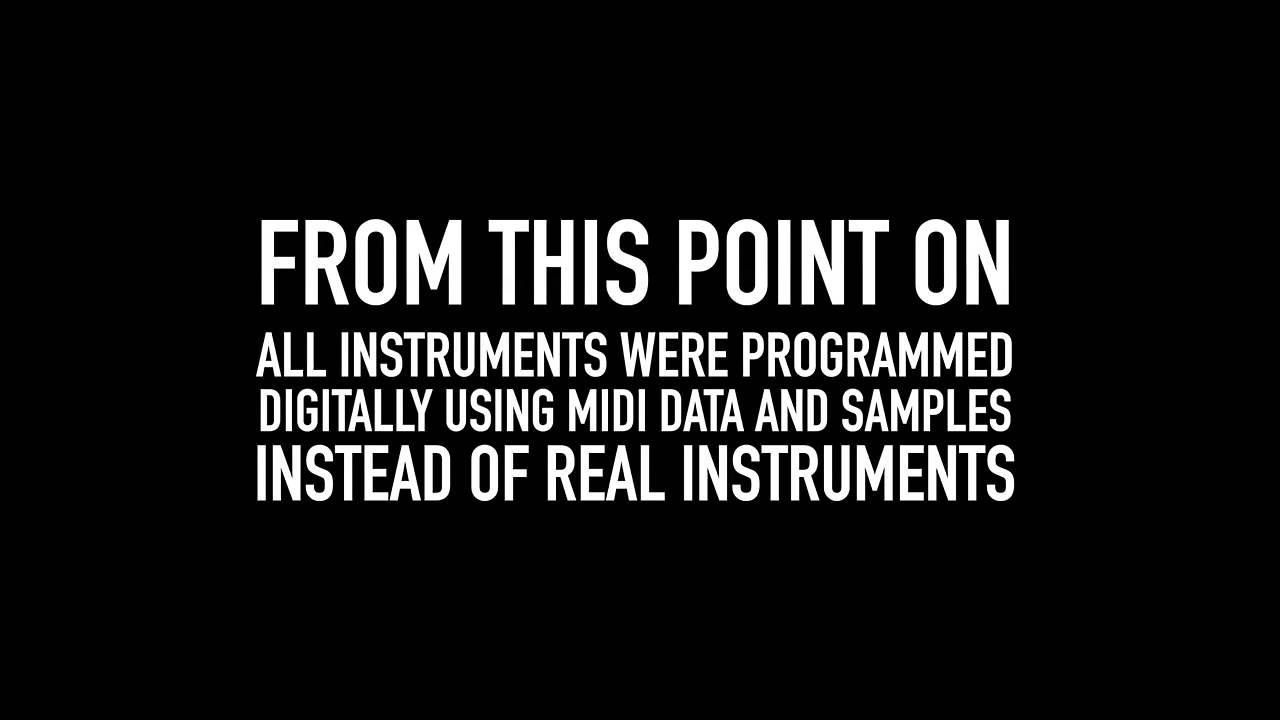 FROM THIS POINT ON
ALL INSTRUMENTS WERE PROGRAMMED
DIGITALLY USING MIDI DATA AND SAMPLES
INSTEAD OF REAL INSTRUMENTS